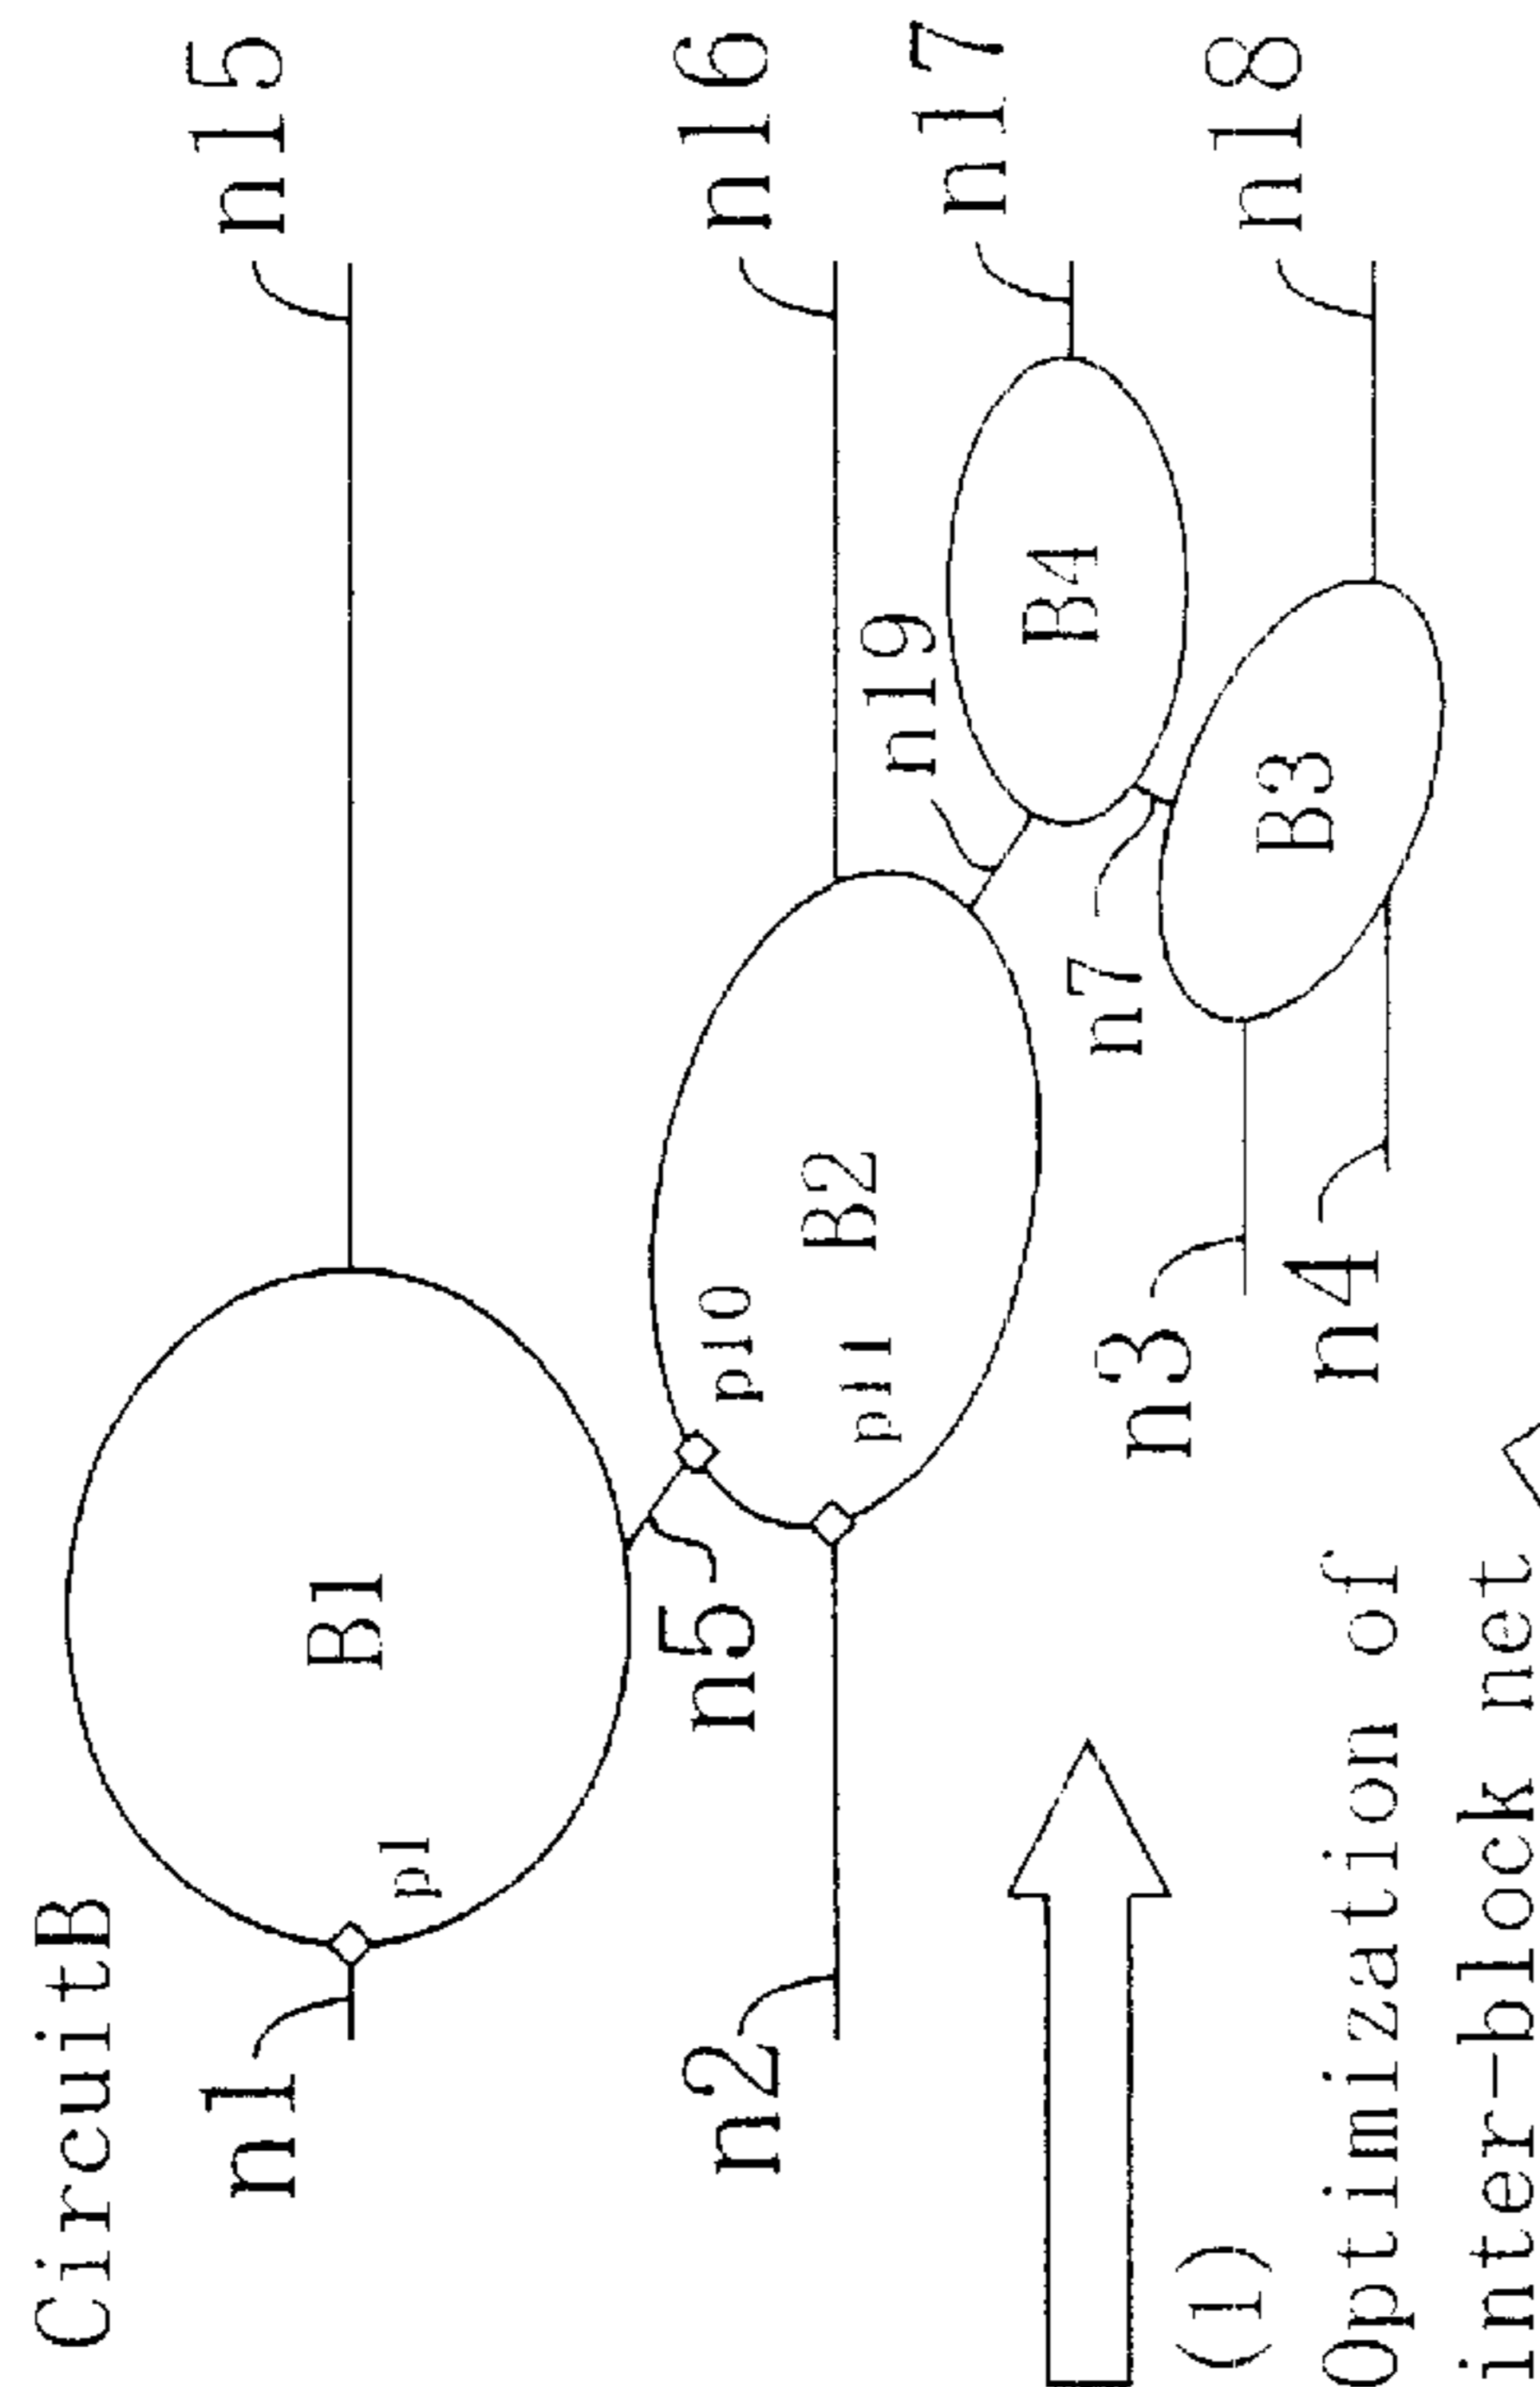 CircuitB
n1
B1
p1
n15
n5
n2
p10
B2
p11
n16
n19
B4
n17
n7
n3
B3
n18
n4
(1)
Optimization of
inter-block net